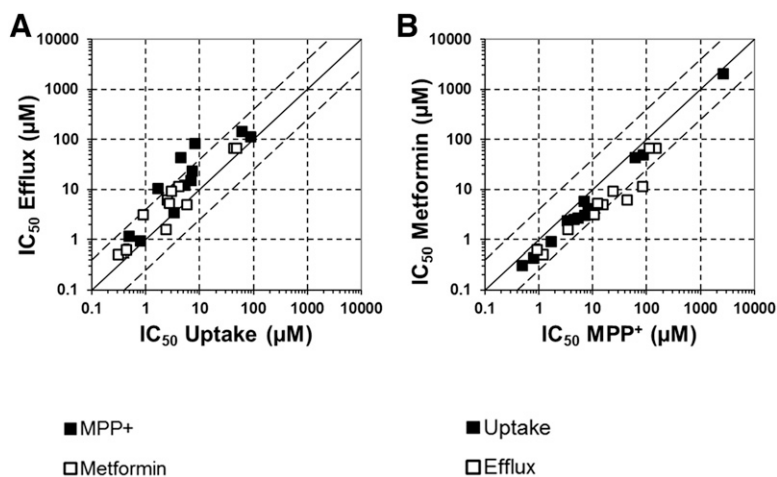 A
B
IC50 Efflux (µM)
10000
1000
100
10
1
0.1
0.1 1 10 100 1000 10000
IC50 Uptake (µM)
IC50 Metformin (µM)
10000
1000
100
10
1
0.1
0.1 1 10 100 1000 10000
IC50 MPP+ (µM)
MPP+
Metformin
Uptake
Efflux